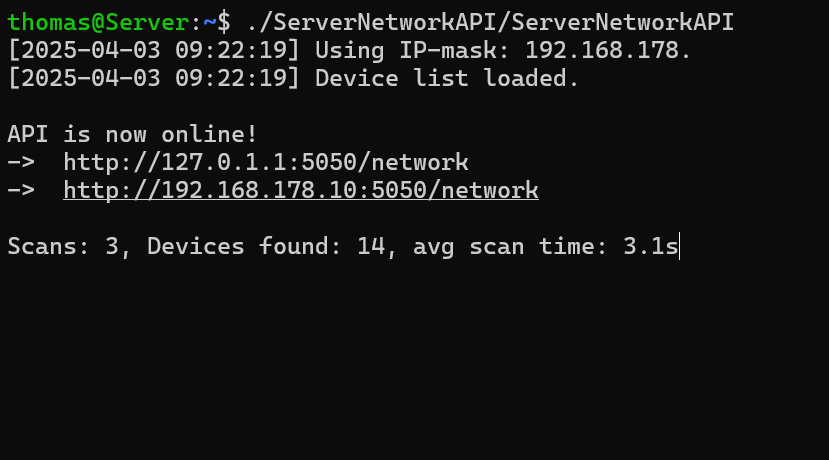 thomas@Server:~$ ./ServerNetworkAPI/ServerNetworkAPI
[2025-04-03 09:22:19] Using IP-mask: 192.168.178.
[2025-04-03 09:22:19] Device list loaded.
API is now online!
->  http://127.0.1.1:5050/network
->  http://192.168.178.10:5050/network
Scans: 3, Devices found: 14, avg scan time: 3.1s